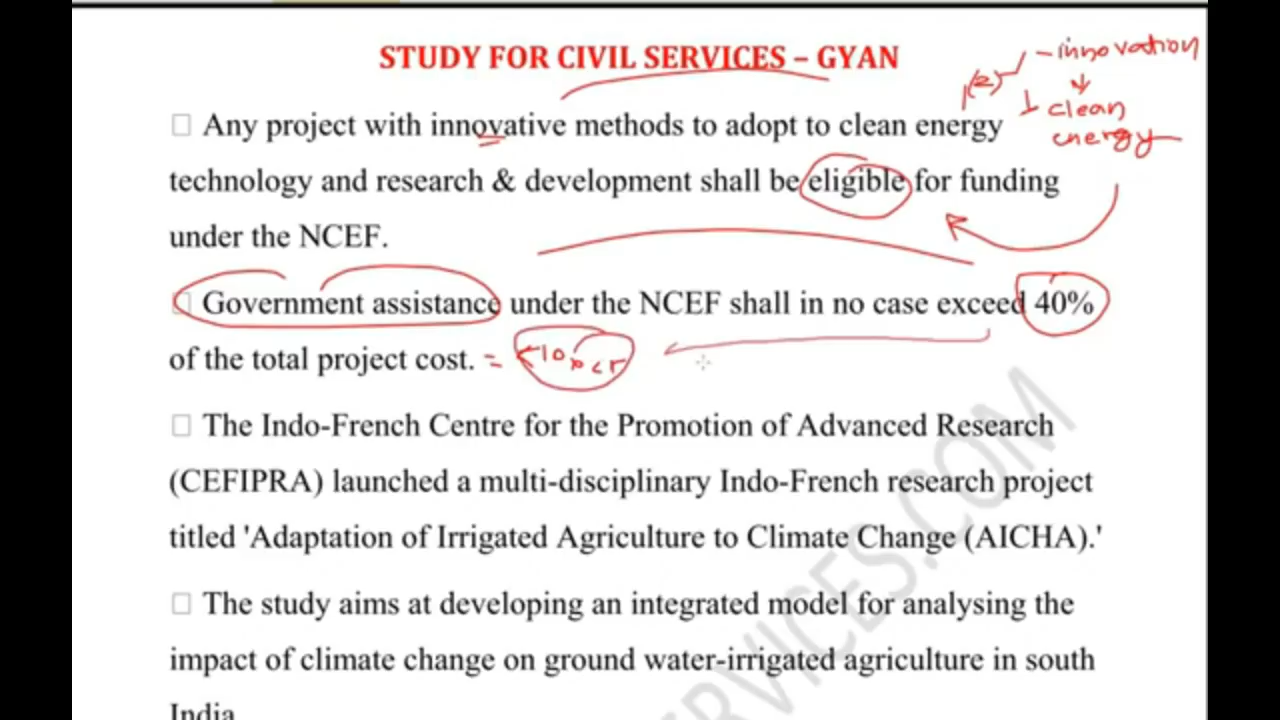 STUDY FOR CIVIL SERVICES – GYAN
(2) – innovation
clean
energy
Any project with innovative methods to adopt to clean energy
technology and research & development shall be eligible for funding
under the NCEF.
Government assistance under the NCEF shall in no case exceed 40%
of the total project cost. =
The Indo-French Centre for the Promotion of Advanced Research
(CEFIPRA) launched a multi-disciplinary Indo-French research project
titled 'Adaptation of Irrigated Agriculture to Climate Change (AICHA).'
The study aims at developing an integrated model for analysing the
impact of climate change on ground water-irrigated agriculture in south
India
SERVICES.COM